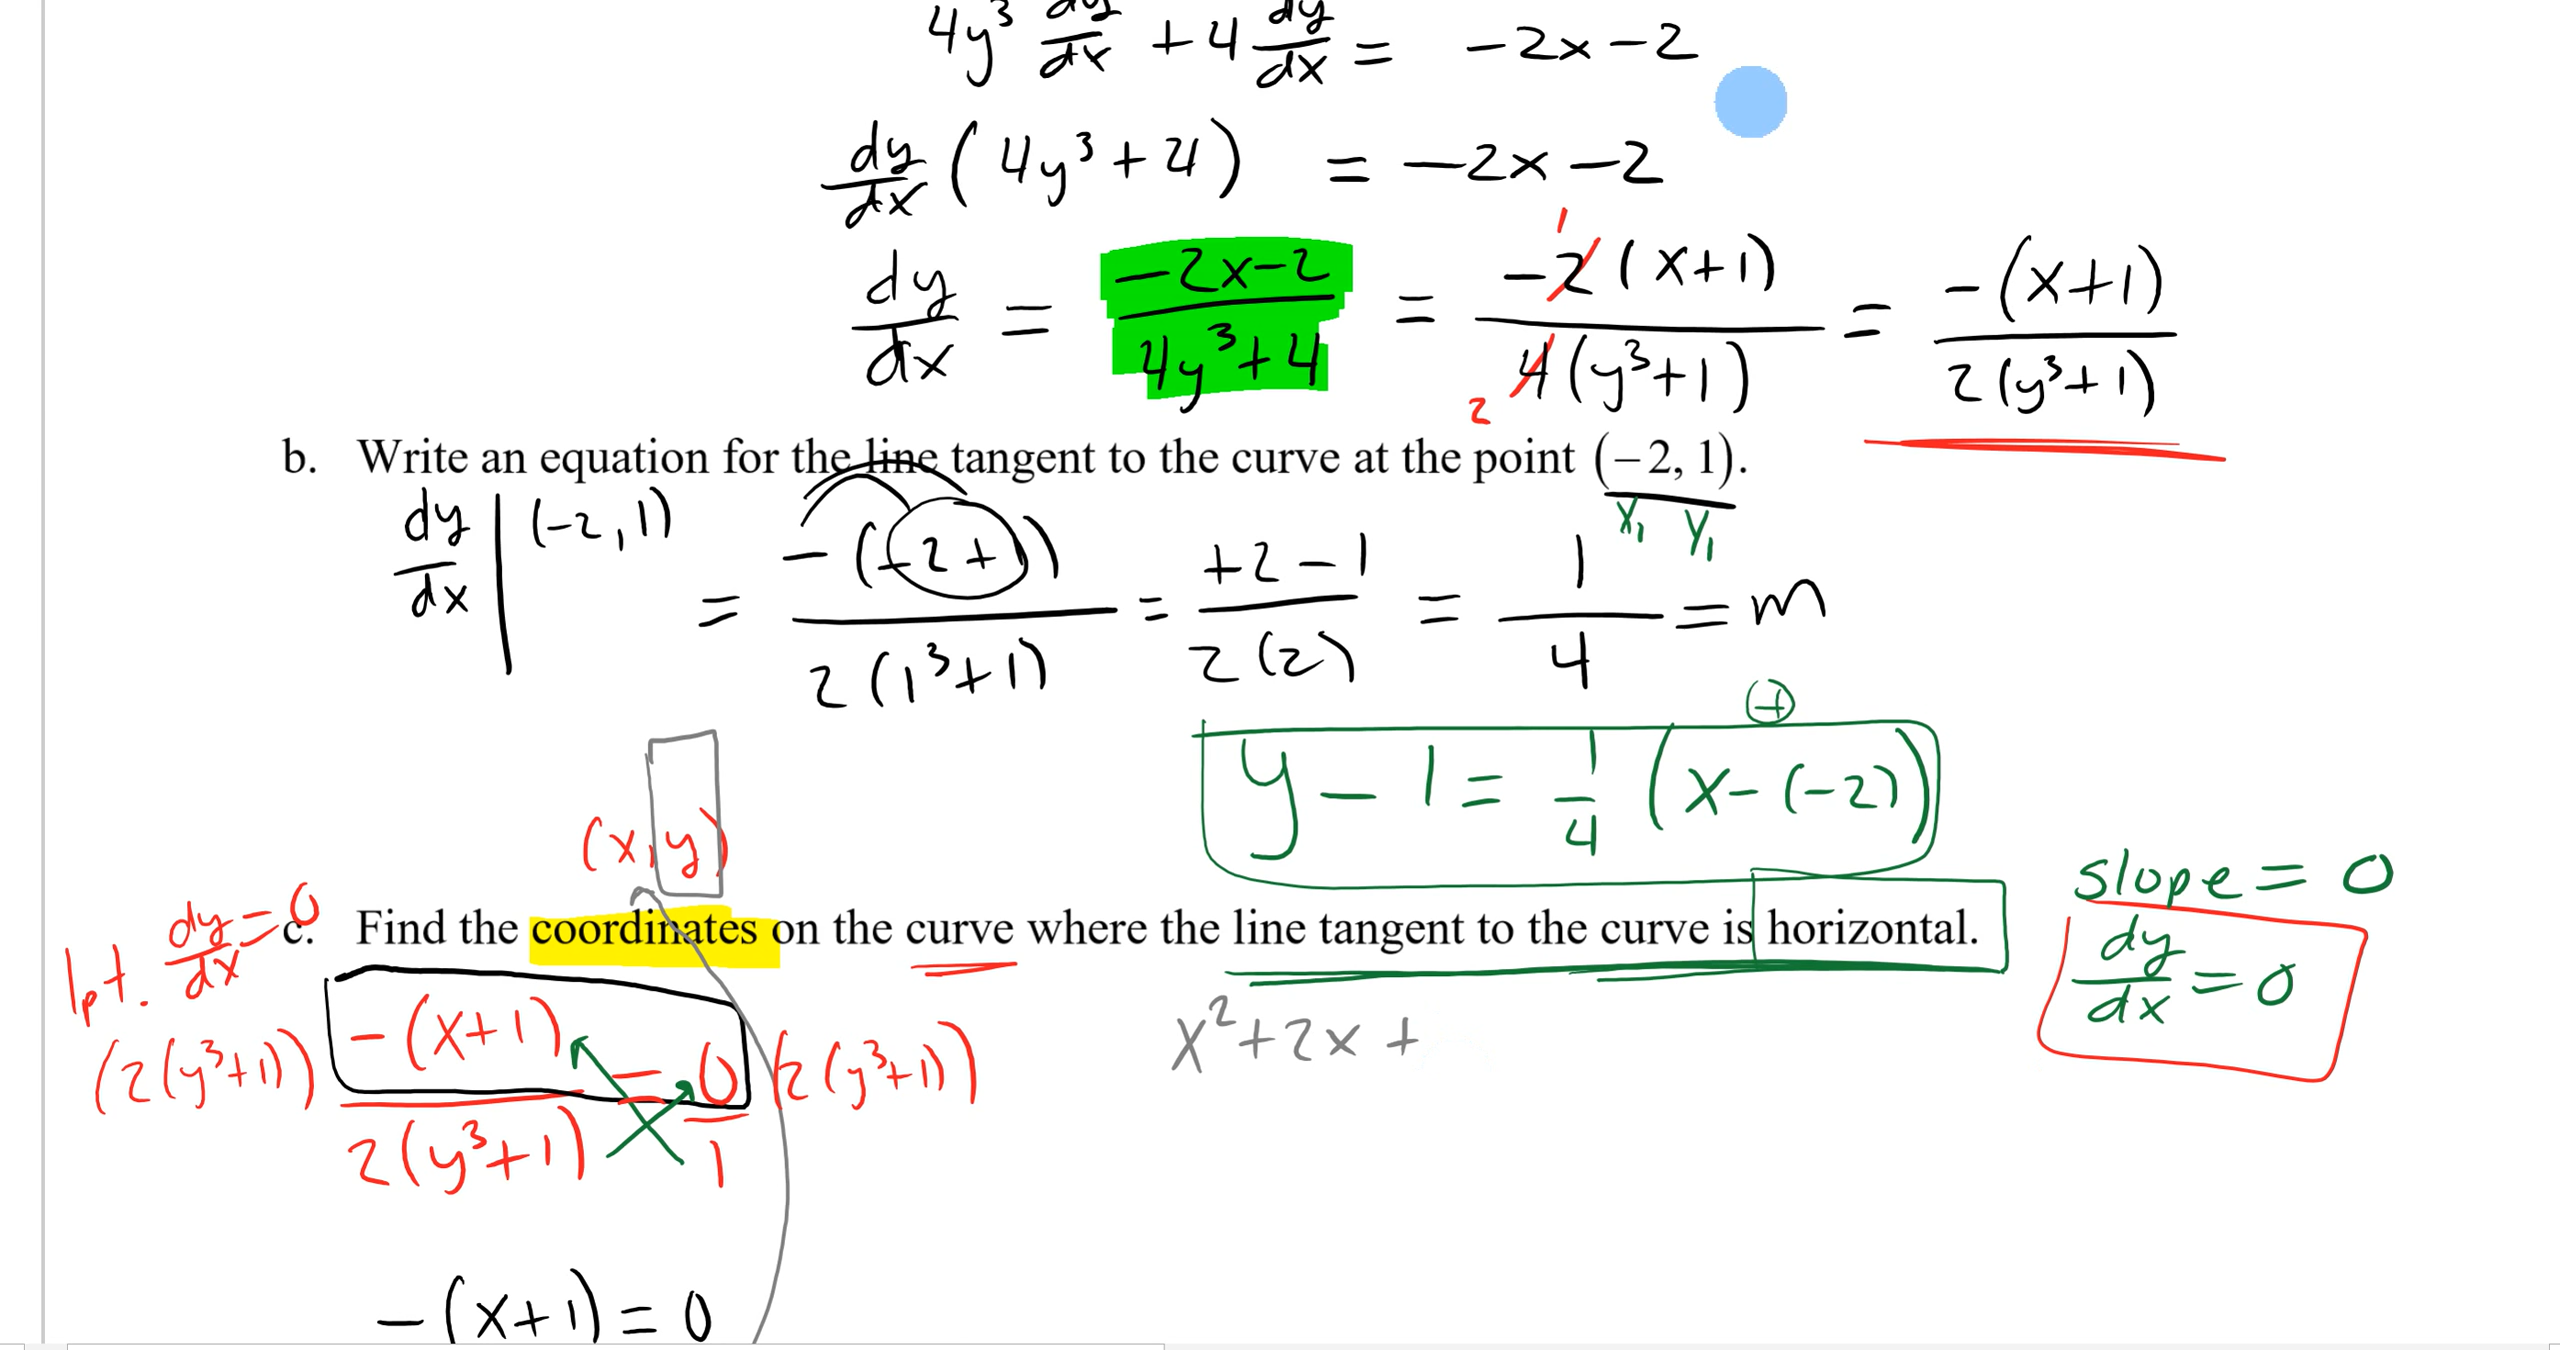 4y³ dy/dx + 4 dy/dx = -2x - 2
dy/dx (4y³ + 4) = -2x - 2
dy/dx = (-2x-2)/(4y³+4) = (-2(x+1))/(4(y³+1)) = (-(x+1))/(2(y³+1))
1
2
b. Write an equation for the line tangent to the curve at the point (-2, 1).
x₁ y₁
dy/dx | (-2,1) = (-(-2+1))/(2(1³+1)) = (+2-1)/(2(2)) = 1/4 = m
+
y - 1 = 1/4 (x - (-2))
(x,y)
slope = 0
dy/dx = 0
c. Find the coordinates on the curve where the line tangent to the curve is horizontal.
1pt. dy/dx = 0
(2(y³+1)) (-(x+1))/(2(y³+1)) = 0/1 (2(y³+1))
x² + 2x +
-(x+1) = 0